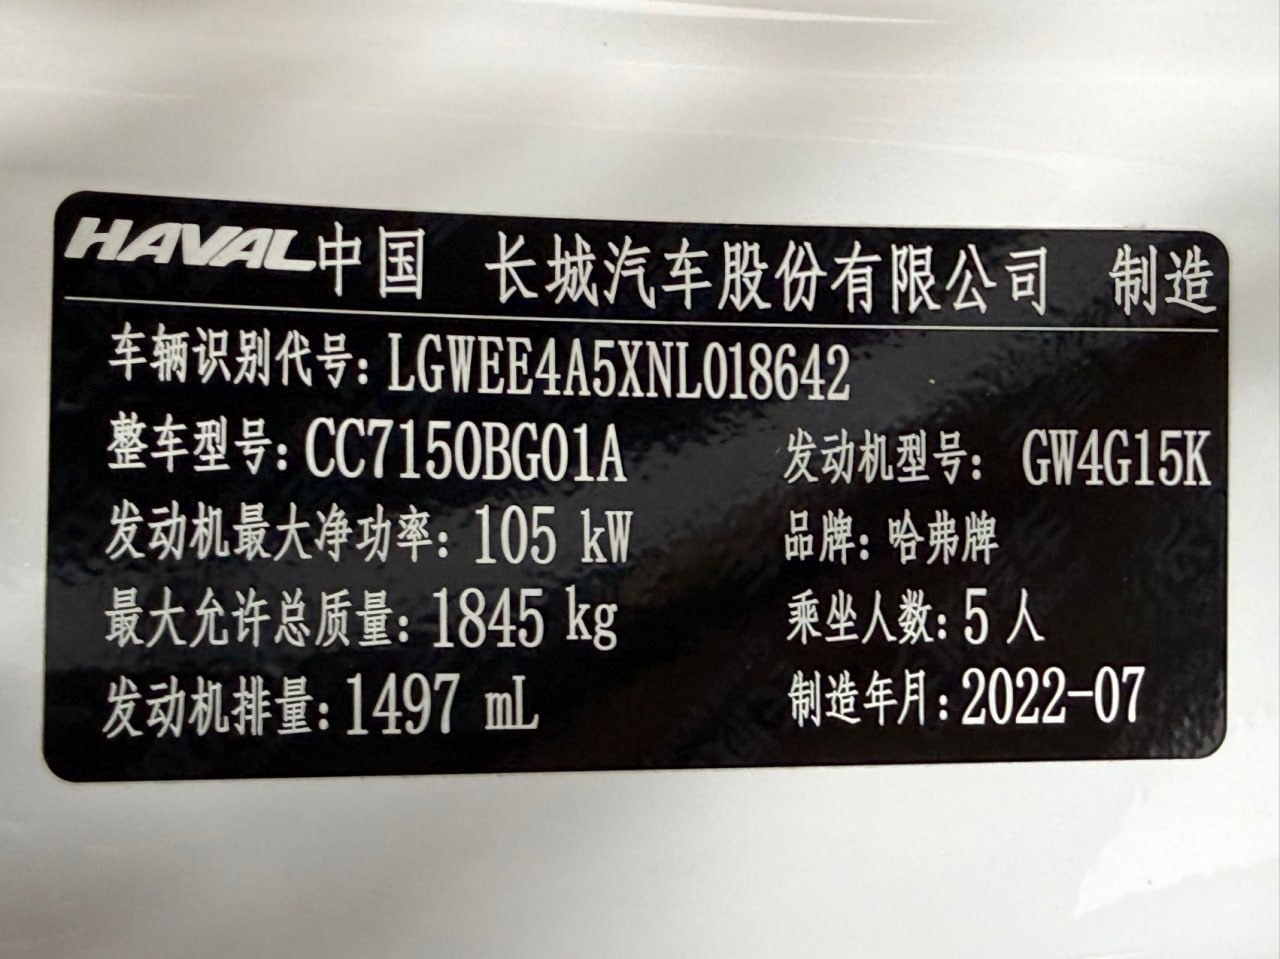 HAVAL中国 长城汽车股份有限公司 制造
车辆识别代号: LGWEE4A5XNL018642
整车型号: CC7150BG01A 发动机型号: GW4G15K
发动机最大净功率: 105 kW 品牌: 哈弗牌
最大允许总质量: 1845 kg 乘坐人数: 5 人
发动机排量: 1497 mL 制造年月: 2022-07